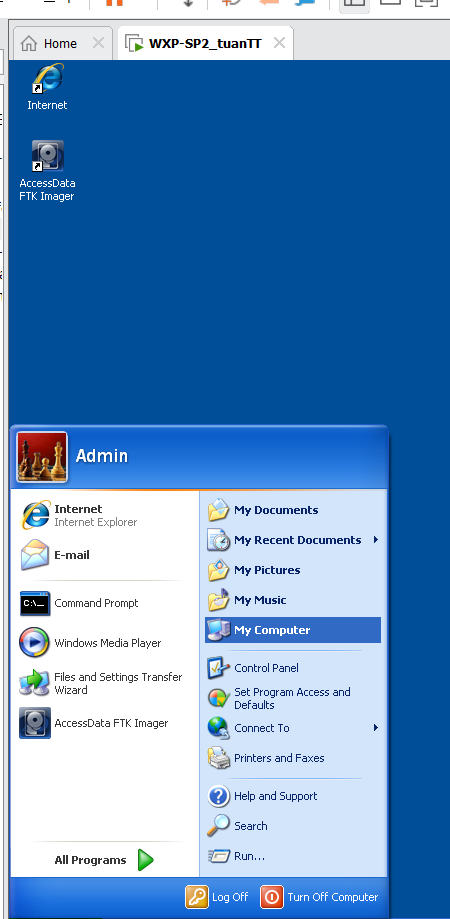 Home
WXP-SP2_tuanTT
Internet
AccessData
FTK Imager
Admin
Internet
Internet Explorer
E-mail
Command Prompt
Windows Media Player
Files and Settings Transfer
Wizard
AccessData FTK Imager
All Programs
My Documents
My Recent Documents
My Pictures
My Music
My Computer
Control Panel
Set Program Access and
Defaults
Connect To
Printers and Faxes
Help and Support
Search
Run...
Log Off
Turn Off Computer